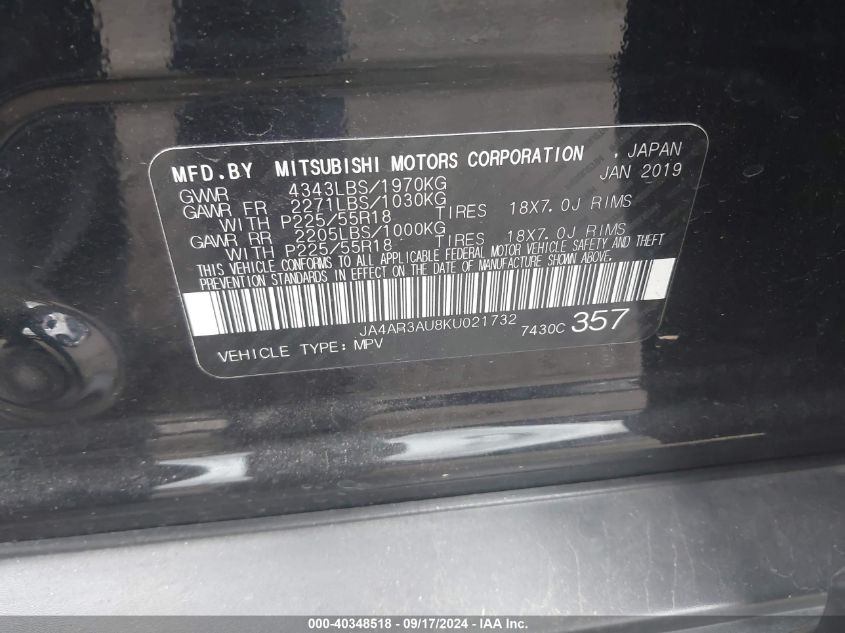 MFD.BY MITSUBISHI MOTORS CORPORATION , JAPAN
JAN 2019
GVWR 4343LBS/1970KG
GAWR FR 2271LBS/1030KG
WITH P225/55R18 TIRES 18X7.0J RIMS
GAWR RR 2205LBS/1000KG
WITH P225/55R18 TIRES 18X7.0J RIMS
THIS VEHICLE CONFORMS TO ALL APPLICABLE FEDERAL MOTOR VEHICLE SAFETY AND THEFT
PREVENTION STANDARDS IN EFFECT ON THE DATE OF MANUFACTURE SHOWN ABOVE.
JA4AR3AU8KU021732
7430C 357
VEHICLE TYPE: MPV
000-40348518 - 09/17/2024 - IAAI.COM